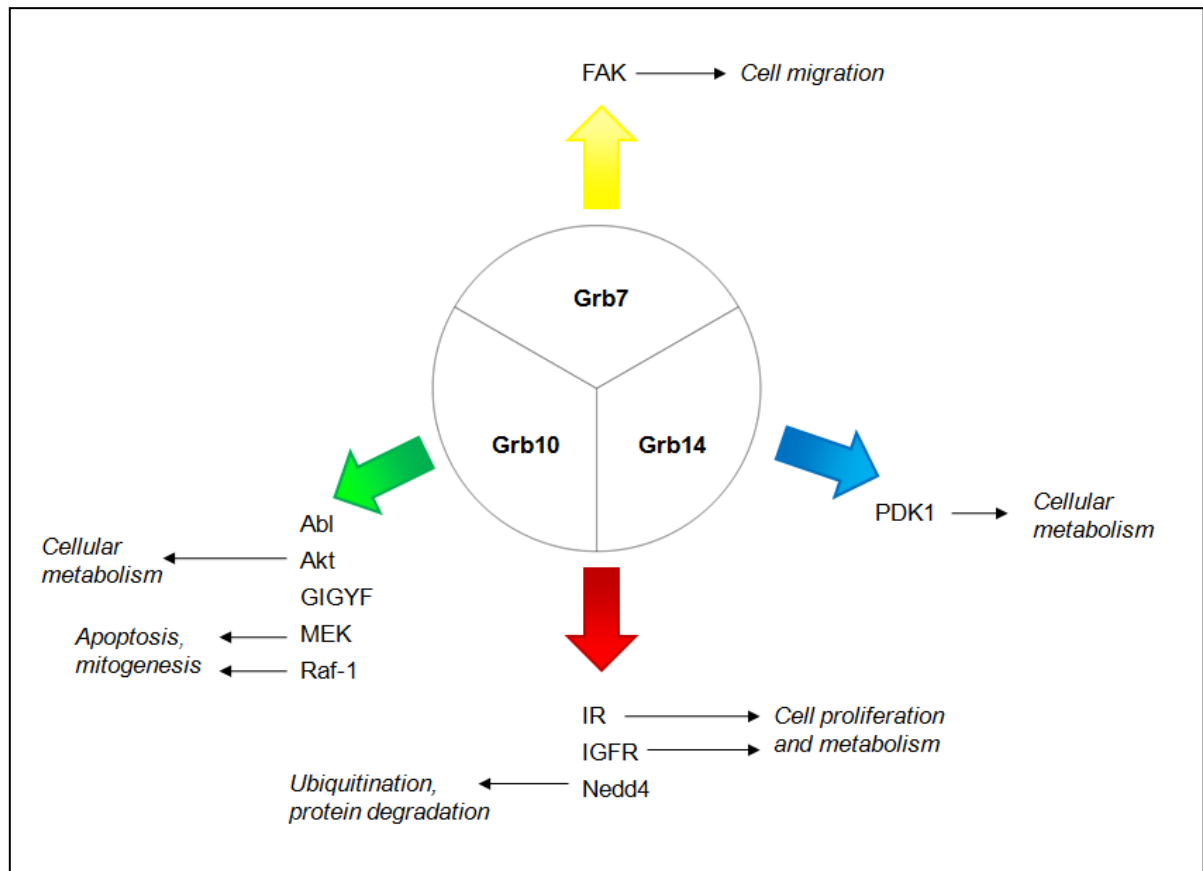 FAK
Cell migration
Grb7
Grb10
Grb14
Abl
Akt
GIGYF
MEK
Raf-1
Cellular
metabolism
Apoptosis,
mitogenesis
PDK1
Cellular
metabolism
IR
IGFR
Nedd4
Cell proliferation
and metabolism
Ubiquitination,
protein degradation